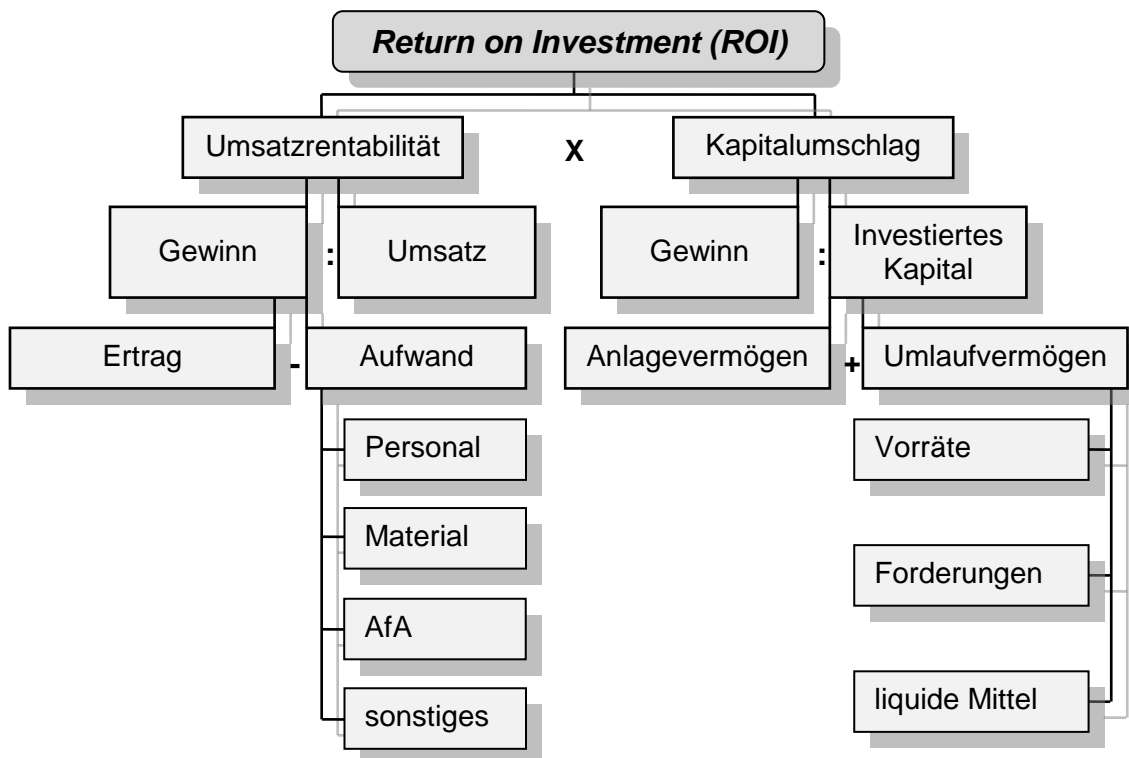 Return on Investment (ROI)
Umsatzrentabilität
X
Kapitalumschlag
Gewinn
:
Umsatz
Gewinn
:
Investiertes
Kapital
Ertrag
-
Aufwand
Anlagevermögen
+
Umlaufvermögen
Personal
Vorräte
Material
Forderungen
AfA
sonstiges
liquide Mittel